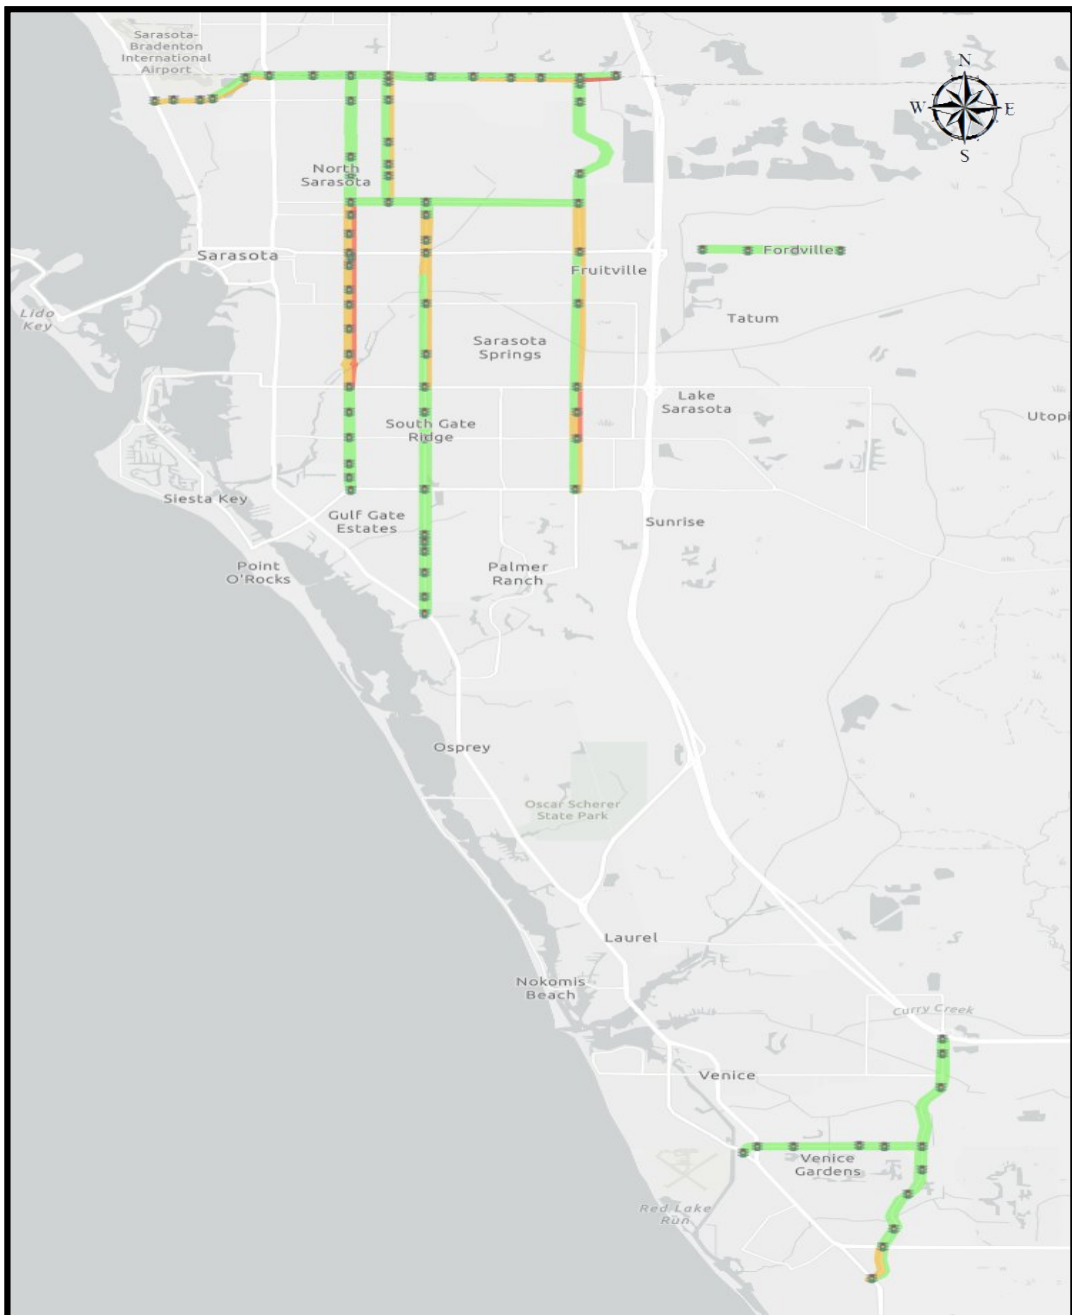 Sarasota-
Bradenton
International
Airport
N
W
E
S
North
Sarasota
Sarasota
Fordville
Fruitville
Lido
Key
Tatum
Sarasota
Springs
Lake
Sarasota
Utopi
South Gate
Ridge
Siesta Key
Gulf Gate
Estates
Sunrise
Point
O'Rocks
Palmer
Ranch
Osprey
Oscar Scherer
State Park
Laurel
Nokomis
Beach
Curry Creek
Venice
Venice
Gardens
Red Lake
Run